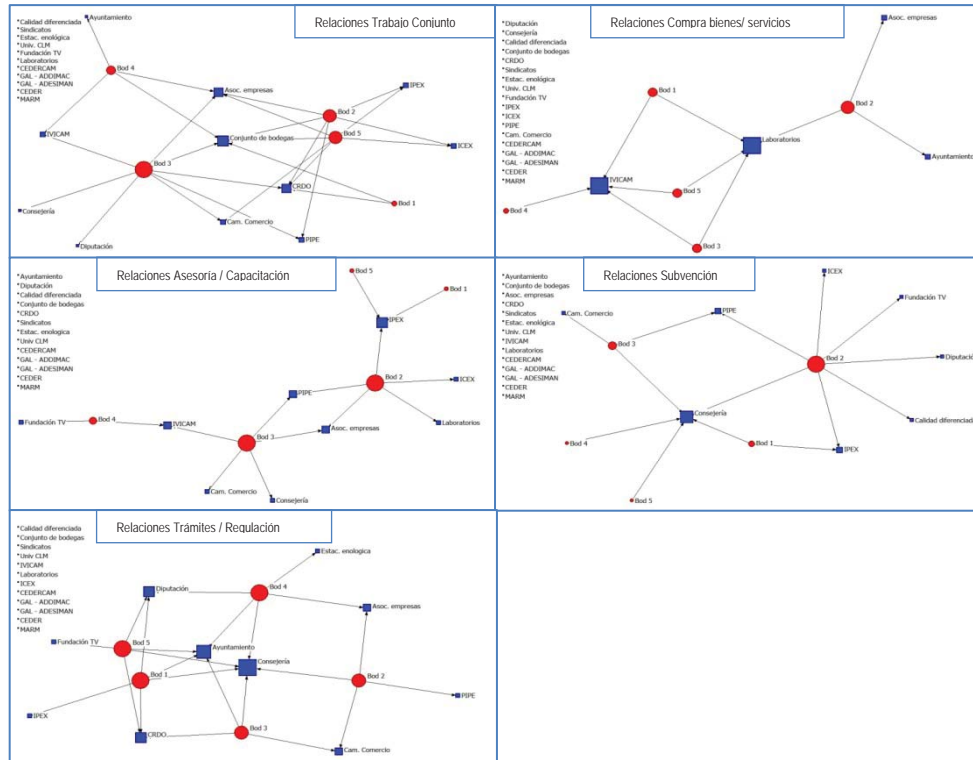 Relaciones Trabajo Conjunto
*Calidad diferenciada
*Sindicatos
*Estac. enológica
*Univ. CLM
*Fundación TV
*Laboratorios
*CEDERCAM
*GAL - ADDIMAC
*GAL - ADESIMAN
*CEDER
*MARM
Ayuntamiento
Bod 4
Asoc. empresas
IPEX
Bod 2
IVICAM
Conjunto de bodegas
Bod 5
ICEX
Bod 3
CRDO
Consejería
Bod 1
Cam. Comercio
Diputación
PIPE
Relaciones Compra bienes/ servicios
*Diputación
*Consejería
*Calidad diferenciada
*Conjunto de bodegas
*CRDO
*Sindicatos
*Estac. enológica
*Univ. CLM
*Fundación TV
*IPEX
*ICEX
*PIPE
*Cam. Comercio
*CEDERCAM
*GAL - ADDIMAC
*GAL - ADESIMAN
*CEDER
*MARM
Asoc. empresas
Bod 1
Bod 2
Laboratorios
Ayuntamiento
IVICAM
Bod 5
Bod 4
Bod 3
Relaciones Asesoría / Capacitación
*Ayuntamiento
*Diputación
*Calidad diferenciada
*Conjunto de bodegas
*CRDO
*Sindicatos
*Estac. enologica
*Univ CLM
*CEDERCAM
*GAL - ADDIMAC
*GAL - ADESIMAN
*CEDER
*MARM
Bod 5
Bod 1
IPEX
Bod 2
ICEX
PIPE
Fundación TV
Bod 4
IVICAM
Asoc. empresas
Laboratorios
Bod 3
Cam. Comercio
Consejería
Relaciones Subvención
*Ayuntamiento
*Conjunto de bodegas
*Asoc. empresas
*CRDO
*Sindicatos
*Estac. enológica
*Univ. CLM
*IVICAM
*Laboratorios
*CEDERCAM
*GAL - ADDIMAC
*GAL - ADESIMAN
*CEDER
*MARM
ICEX
Fundación TV
Cam. Comercio
PIPE
Bod 3
Bod 2
Diputación
Consejería
Calidad diferenciada
Bod 4
Bod 1
IPEX
Bod 5
Relaciones Trámites / Regulación
*Calidad diferenciada
*Conjunto de bodegas
*Sindicatos
*Univ CLM
*IVICAM
*Laboratorios
*ICEX
*CEDERCAM
*GAL - ADDIMAC
*GAL - ADESIMAN
*CEDER
*MARM
Estac. enologica
Diputación
Bod 4
Asoc. empresas
Fundación TV
Bod 5
Ayuntamiento
Consejería
Bod 1
Bod 2
PIPE
IPEX
CRDO
Bod 3
Cam. Comercio